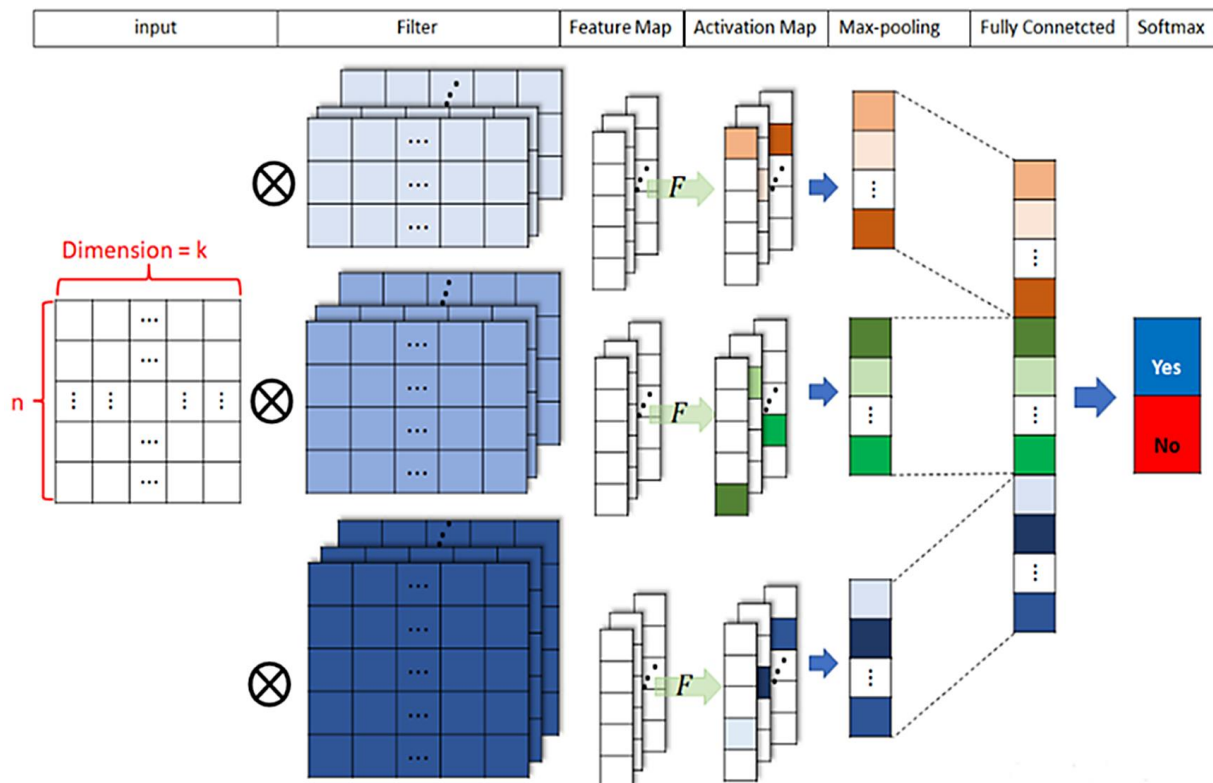 input Filter Feature Map Activation Map Max-pooling Fully Connetcted Softmax
...
...
...
F
⋮
⋮
Dimension = k
n
...
...
⋮ ⋮ ⋮ ⋮
...
...
...
...
...
...
F
⋮
⋮
Yes
No
...
...
...
...
...
F
⋮
⋮